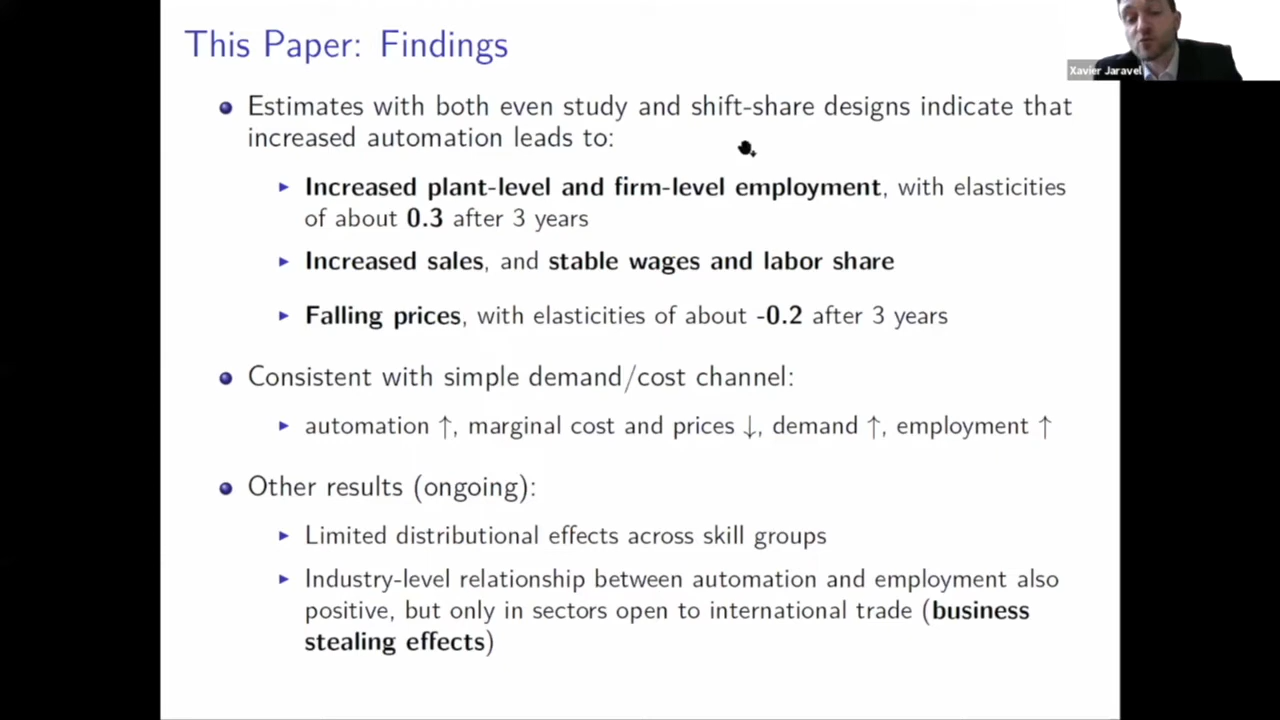 This Paper: Findings
Xavier Jaravel
Estimates with both even study and shift-share designs indicate that
increased automation leads to:
Increased plant-level and firm-level employment, with elasticities
of about 0.3 after 3 years
Increased sales, and stable wages and labor share
Falling prices, with elasticities of about -0.2 after 3 years
Consistent with simple demand/cost channel:
automation ↑, marginal cost and prices ↓, demand ↑, employment ↑
Other results (ongoing):
Limited distributional effects across skill groups
Industry-level relationship between automation and employment also
positive, but only in sectors open to international trade (business
stealing effects)